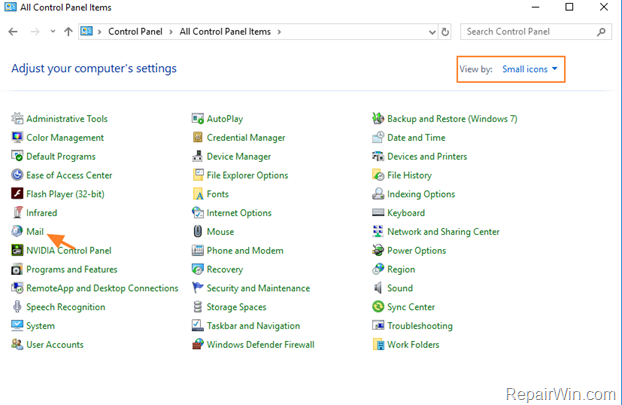 All Control Panel Items
Control Panel > All Control Panel Items >
Search Control Panel
Adjust your computer's settings
View by: Small icons
Administrative Tools
AutoPlay
Backup and Restore (Windows 7)
Color Management
Credential Manager
Date and Time
Default Programs
Device Manager
Devices and Printers
Ease of Access Center
File Explorer Options
File History
Flash Player (32-bit)
Fonts
Indexing Options
Infrared
Internet Options
Keyboard
Mail
Mouse
Network and Sharing Center
NVIDIA Control Panel
Phone and Modem
Power Options
Programs and Features
Recovery
Region
RemoteApp and Desktop Connections
Security and Maintenance
Sound
Speech Recognition
Storage Spaces
Sync Center
System
Taskbar and Navigation
Troubleshooting
User Accounts
Windows Defender Firewall
Work Folders
RepairWin.com